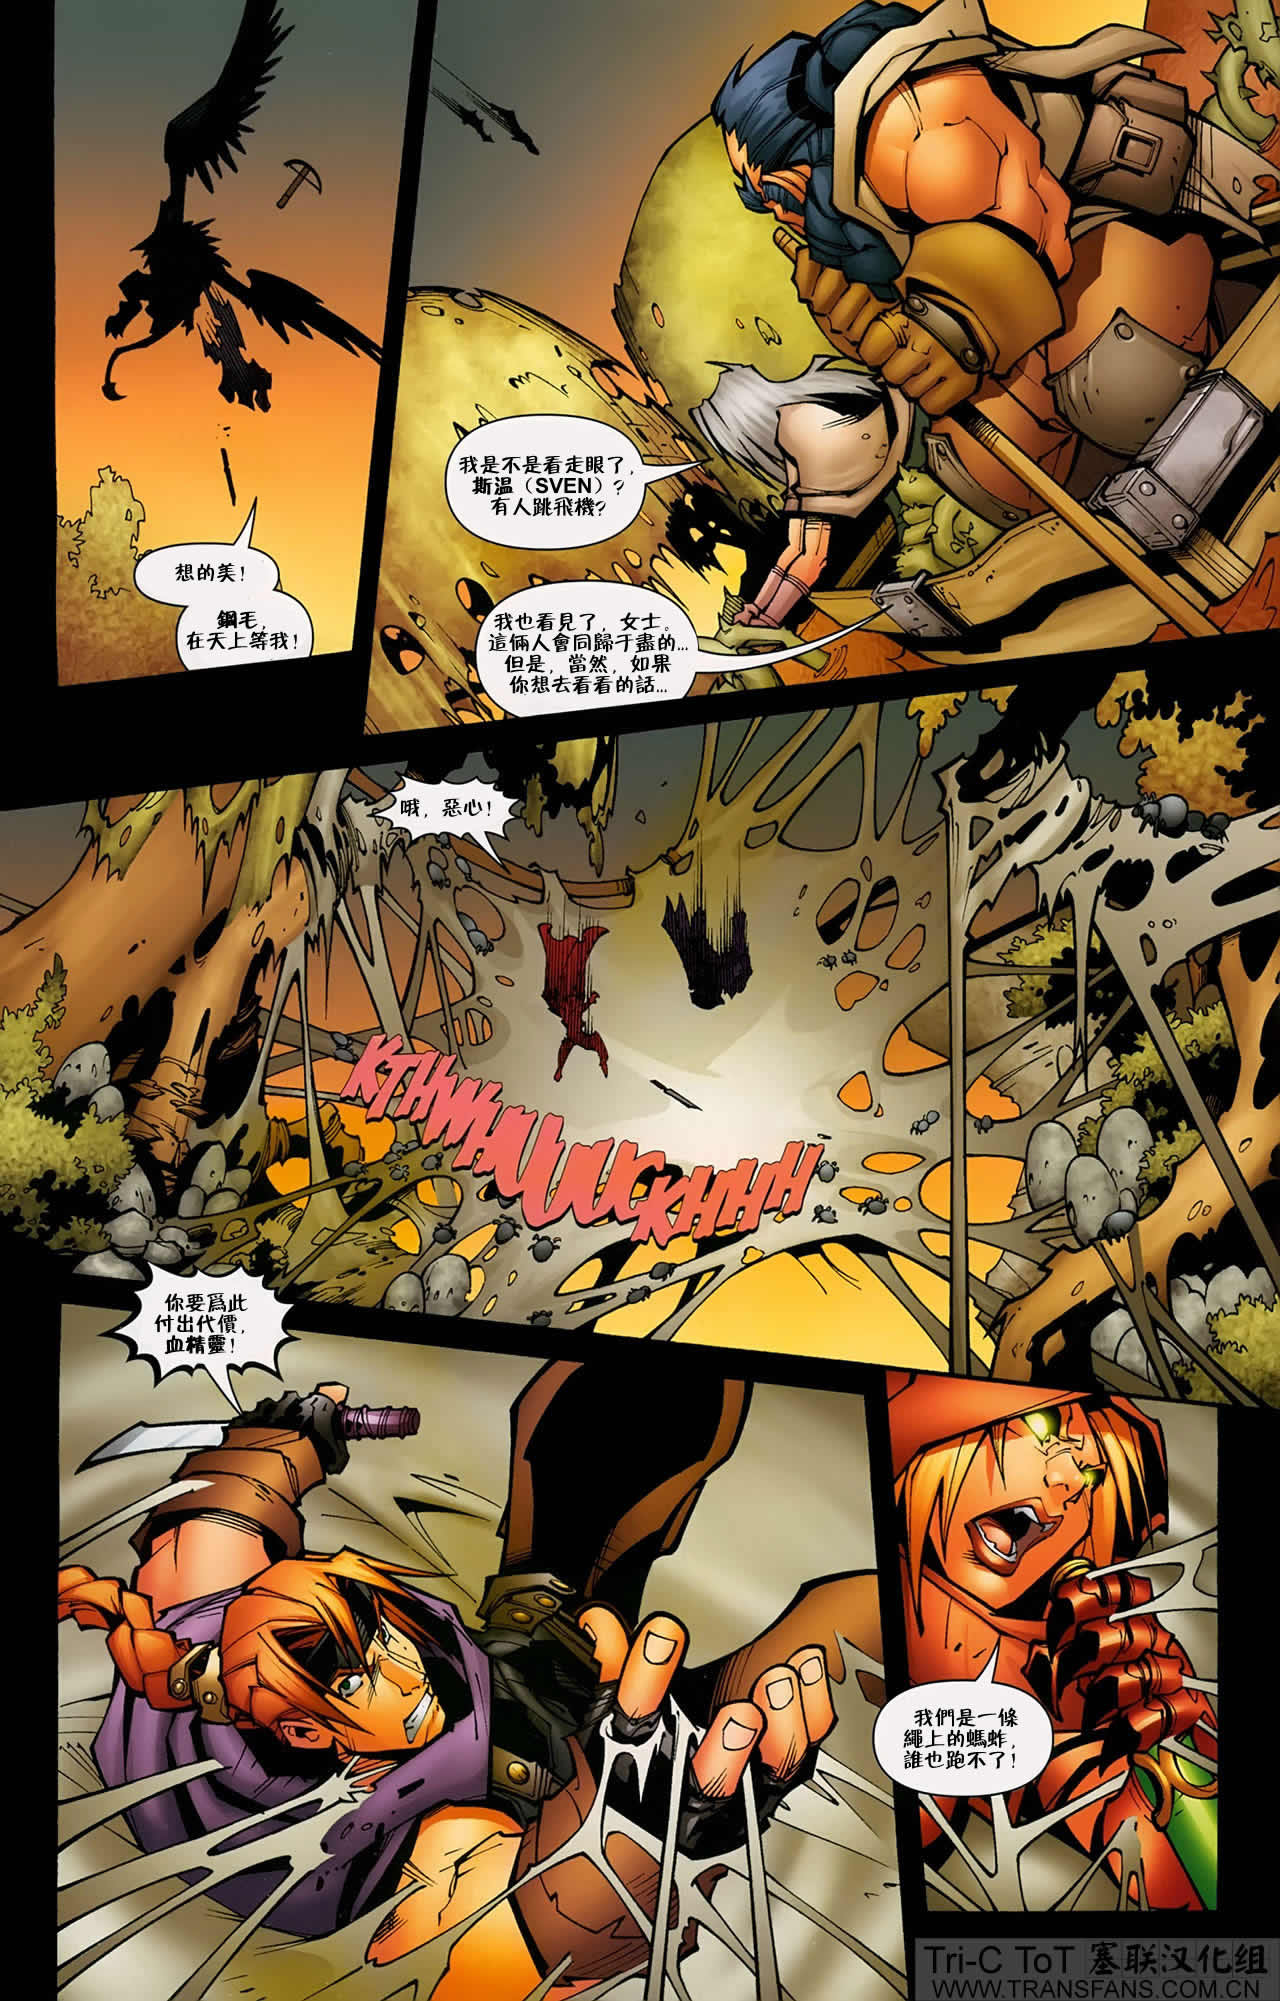 我是不是看走眼了，
斯溫（SVEN）？
有人跳飛機？
想的美！
鋼毛，
在天上等我！
我也看見了，女士。
這倆人會同歸于盡的...
但是，當然，如果
你想去看看的話...
哦，惡心！
KTHWWHUUUUGKHHHH
你要爲此
付出代價，
血精靈！
我們是一條
繩上的螞蚱，
誰也跑不了！
Tri-C ToT 塞联汉化组
WWW.TRANSFANS.COM.CN